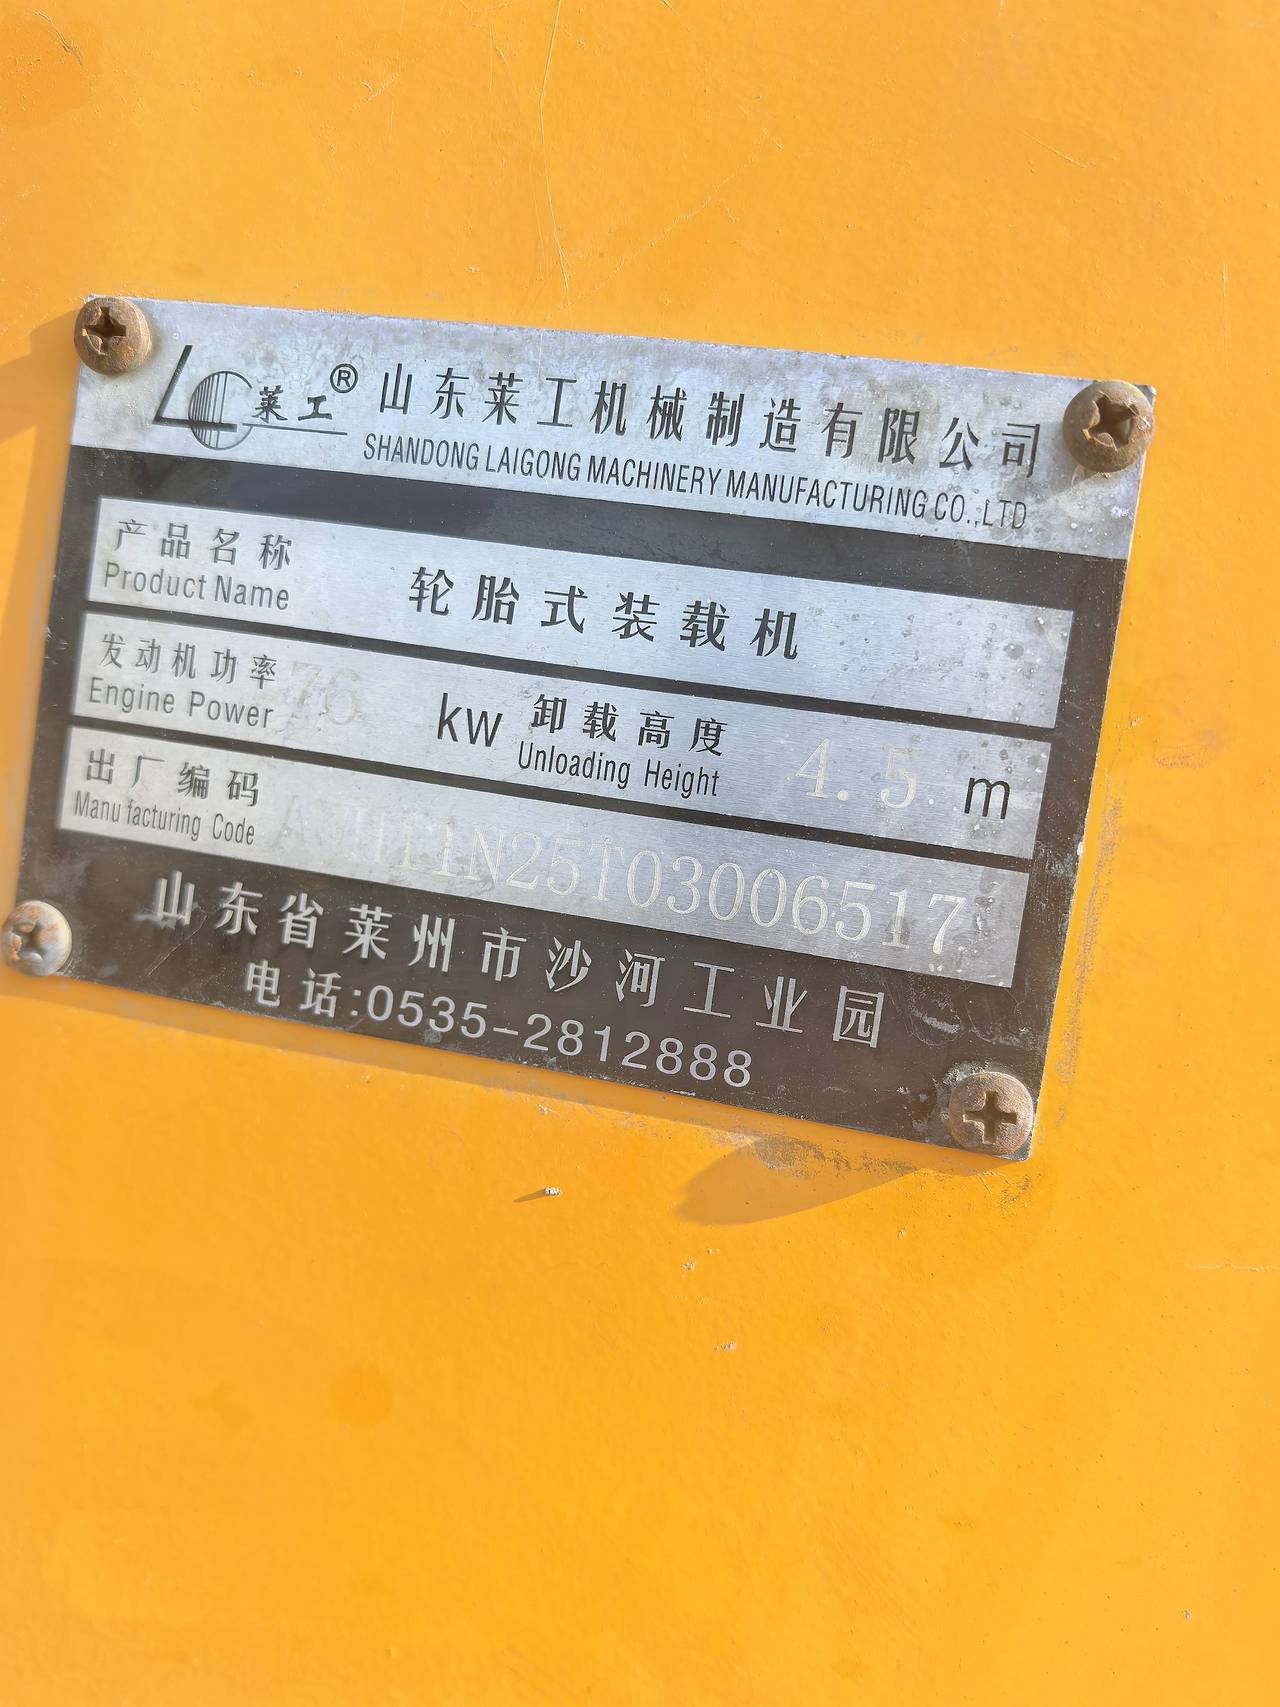 莱工® 山东莱工机械制造有限公司
SHANDONG LAIGONG MACHINERY MANUFACTURING CO.,LTD
产品名称 轮胎式装载机
Product Name
发动机功率 76 kw 卸载高度 4.5 m
Engine Power Unloading Height
出厂编码
Manu facturing Code
山东省莱州市沙河工业园
电话:0535-2812888